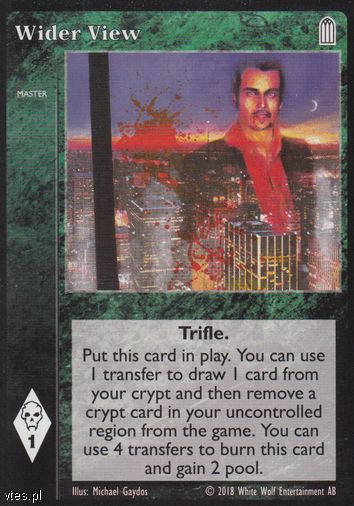 Wider View
MASTER
Trifle.
Put this card in play. You can use
1 transfer to draw 1 card from
your crypt and then remove a
crypt card in your uncontrolled
region from the game. You can
use 4 transfers to burn this card
and gain 2 pool.
1
Illus: Michael Gaydos © 2018 White Wolf Entertainment AB
vtes.pl